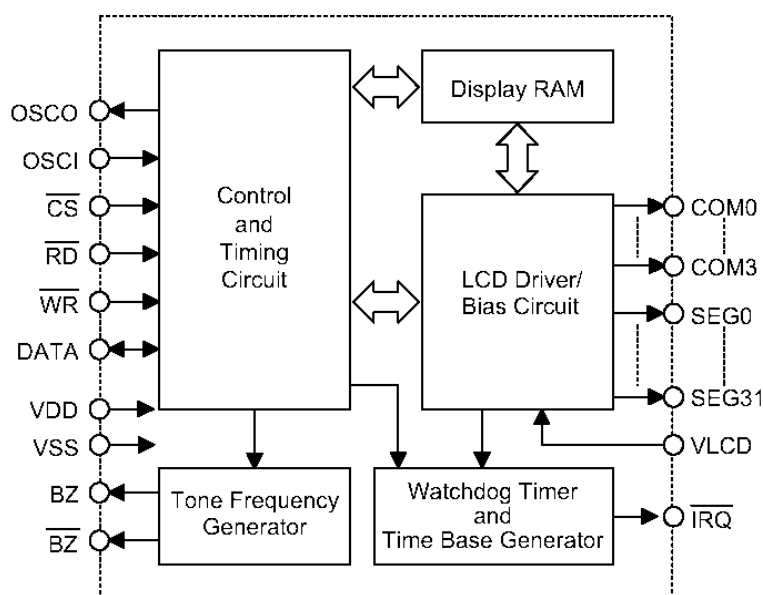 OSCO
OSCI
CS
RD
WR
DATA
VDD
VSS
BZ
BZ
Control
and
Timing
Circuit
Display RAM
LCD Driver/
Bias Circuit
Tone Frequency
Generator
Watchdog Timer
and
Time Base Generator
COM0
COM3
SEG0
SEG31
VLCD
IRQ